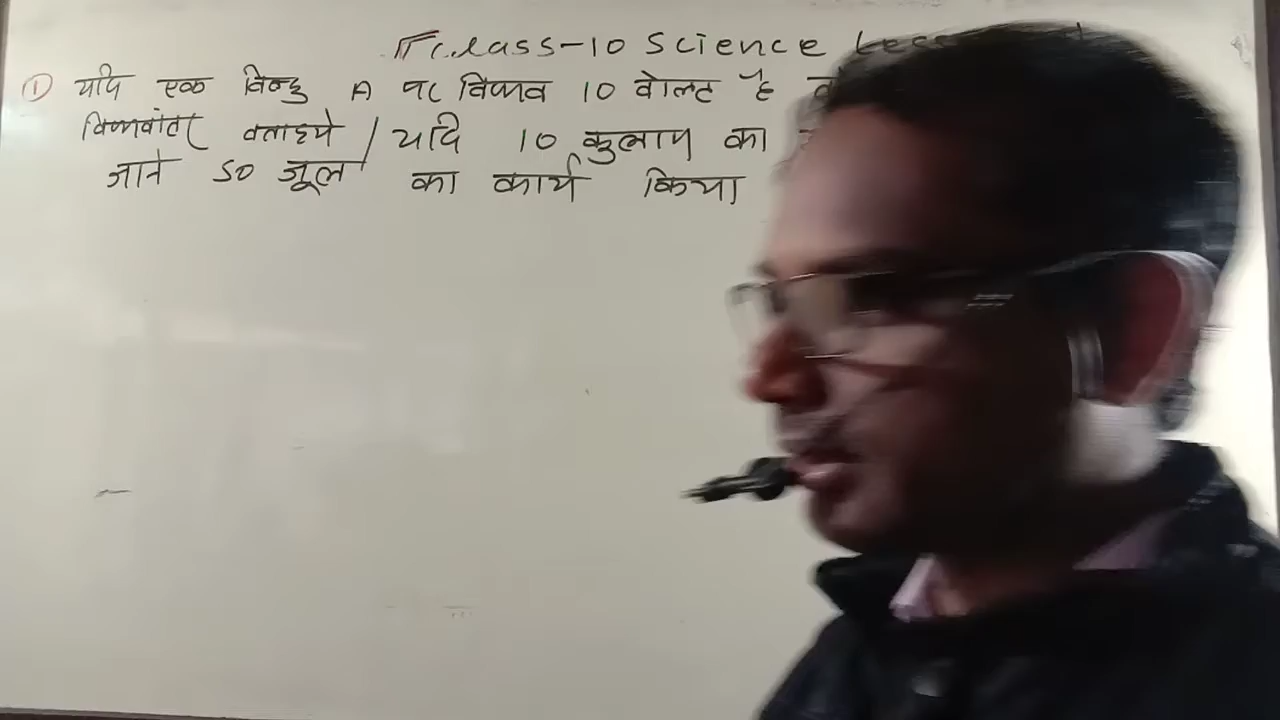 Class-10 Science
① यदि एक बिन्दु A पर विभव 10 वोल्ट है
विभवांतर बताइये / यदि 10 कुलाम का
जाने 50 जूल का कार्य किया